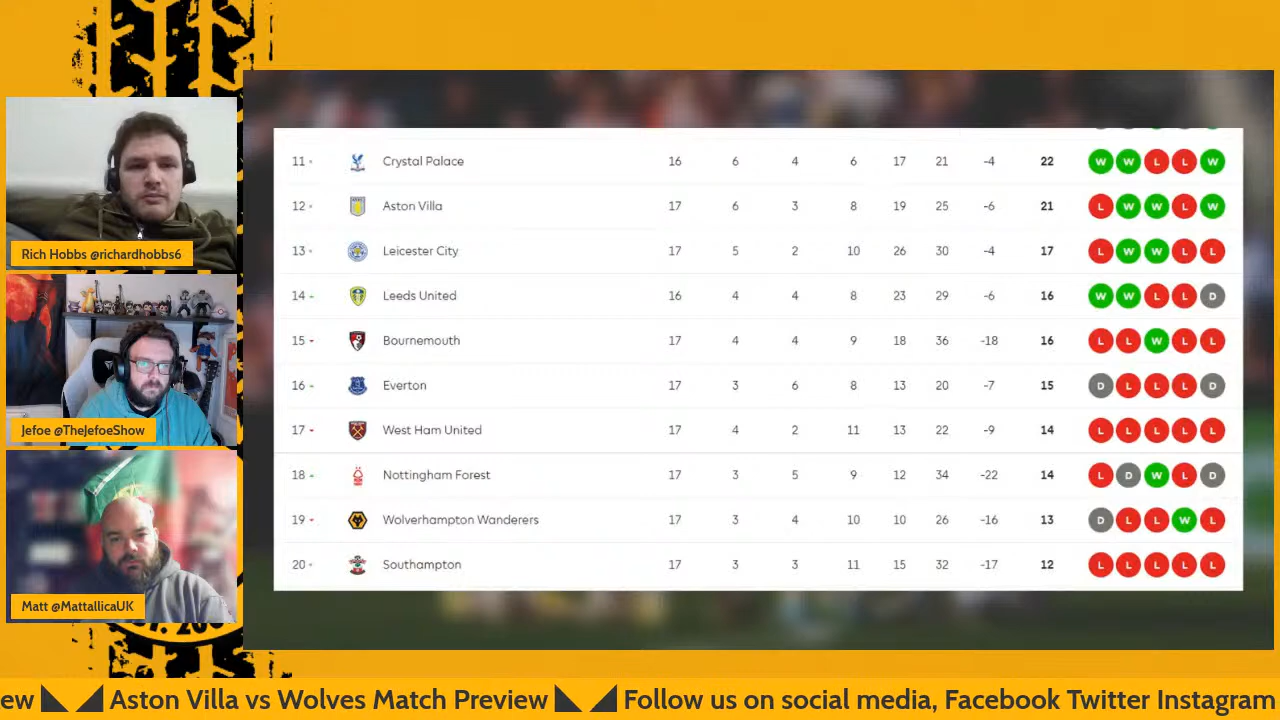 Rich Hobbs @richardhobbs6
Jefoe @TheJefoeShow
Matt @MattallicaUK
11 Crystal Palace 16 6 4 6 17 21 -4 22 W W L L W
12 Aston Villa 17 6 3 8 19 25 -6 21 L W W L W
13 Leicester City 17 5 2 10 26 30 -4 17 L W W L L
14 Leeds United 16 4 4 8 23 29 -6 16 W W L L D
15 Bournemouth 17 4 4 9 18 36 -18 16 L L W L L
16 Everton 17 3 6 8 13 20 -7 15 D L L L D
17 West Ham United 17 4 2 11 13 22 -9 14 L L L L L
18 Nottingham Forest 17 3 5 9 12 34 -22 14 L D W L D
19 Wolverhampton Wanderers 17 3 4 10 10 26 -16 13 D L L W L
20 Southampton 17 3 3 11 15 32 -17 12 L L L L L
ew Aston Villa vs Wolves Match Preview Follow us on social media, Facebook Twitter Instagram